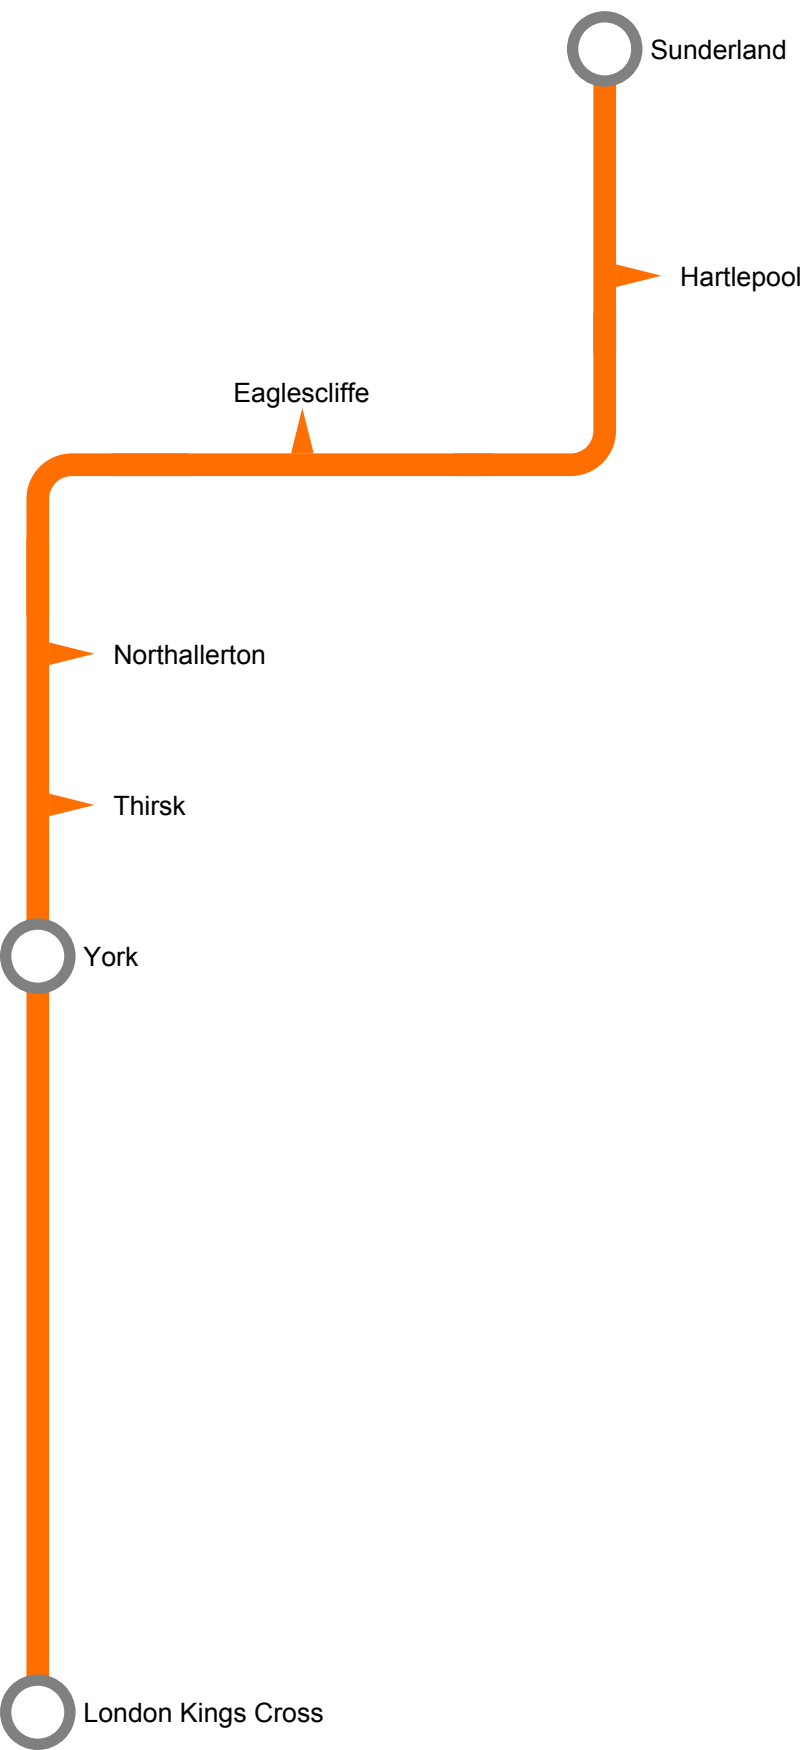 Sunderland
Hartlepool
Eaglescliffe
Northallerton
Thirsk
York
London Kings Cross